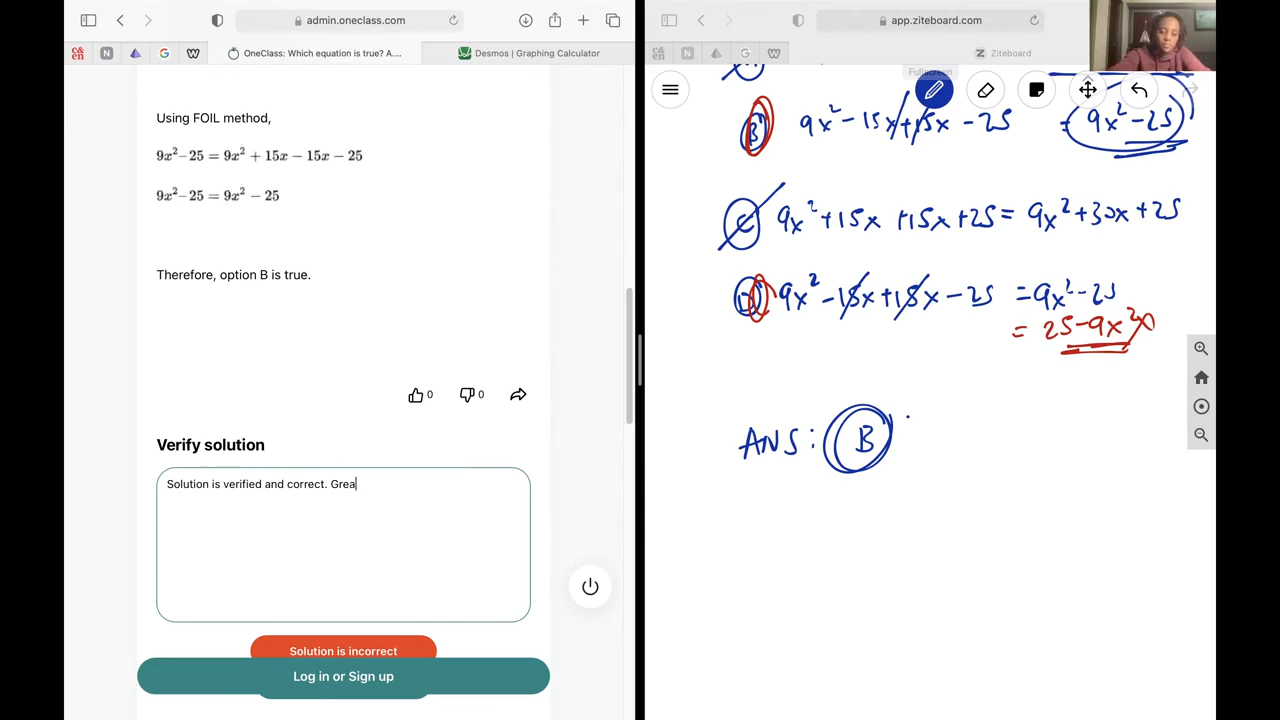 admin.oneclass.com
c&en
N
G
W
OneClass: Which equation is true? A....
Desmos | Graphing Calculator
Using FOIL method,
9x²−25 = 9x² + 15x − 15x − 25
9x²−25 = 9x² − 25
Therefore, option B is true.
0
0
Verify solution
Solution is verified and correct. Grea
Solution is incorrect
Log in or Sign up
app.ziteboard.com
c&en
N
G
W
Z Ziteboard
Fullscreen
B 9x² − 15x + 15x − 25 = 9x² − 25
C 9x² + 15x + 15x + 25 = 9x² + 30x + 25
D 9x² − 15x + 15x − 25 = 9x² − 25
= 25 − 9x²
ANS : B